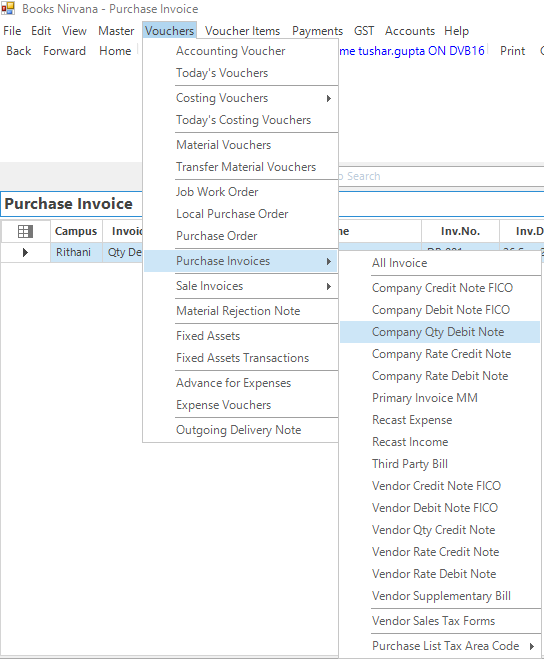 Books Nirvana - Purchase Invoice
File Edit View Master Vouchers Voucher Items Payments GST Accounts Help
Back Forward Home me tushar.gupta ON DVB16 Print
Accounting Voucher
Today's Vouchers
Costing Vouchers
Today's Costing Vouchers
Material Vouchers
Transfer Material Vouchers
Search
Job Work Order
Purchase Invoice
Local Purchase Order
Campus Purchase Order Inv.No.
Rithani Qty
Purchase Invoices
All Invoice
Sale Invoices
Company Credit Note FICO
Material Rejection Note
Company Debit Note FICO
Fixed Assets
Company Qty Debit Note
Fixed Assets Transactions
Company Rate Credit Note
Advance for Expenses
Company Rate Debit Note
Expense Vouchers
Primary Invoice MM
Recast Expense
Outgoing Delivery Note
Recast Income
Third Party Bill
Vendor Credit Note FICO
Vendor Debit Note FICO
Vendor Qty Credit Note
Vendor Rate Credit Note
Vendor Rate Debit Note
Vendor Supplementary Bill
Vendor Sales Tax Forms
Purchase List Tax Area Code